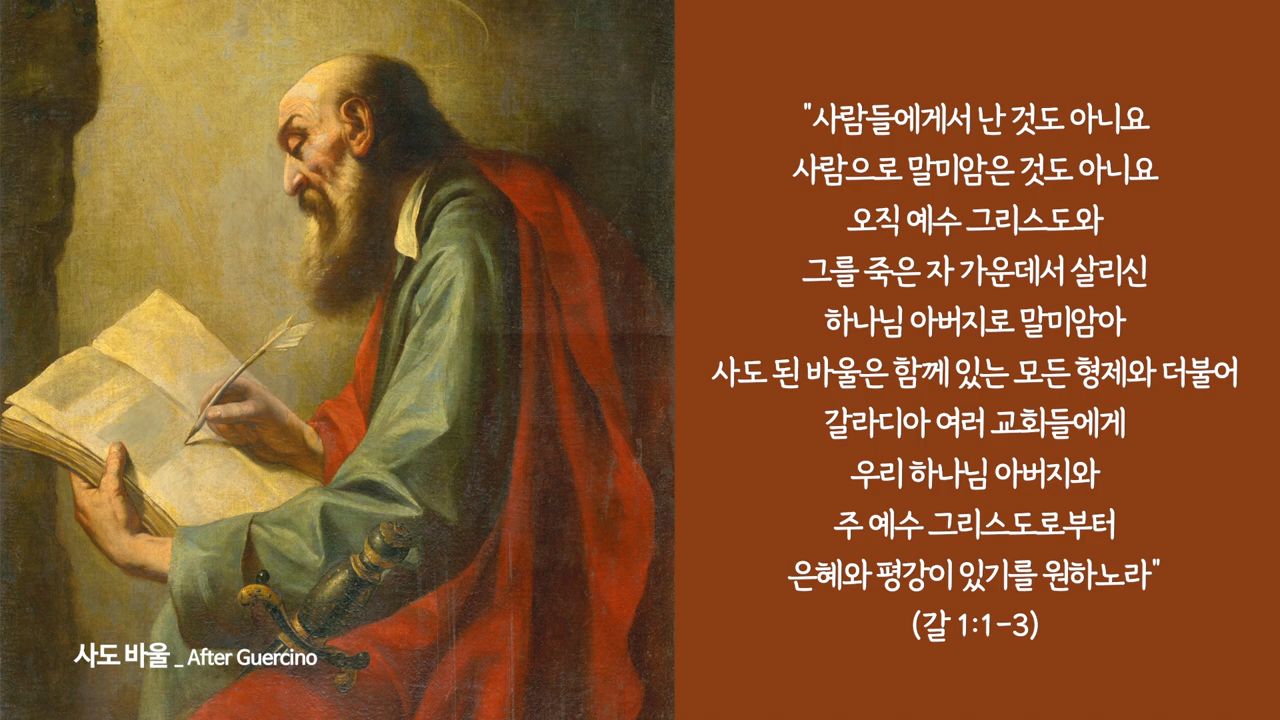 "사람들에게서 난 것도 아니요
사람으로 말미암은 것도 아니요
오직 예수 그리스도와
그를 죽은 자 가운데서 살리신
하나님 아버지로 말미암아
사도 된 바울은 함께 있는 모든 형제와 더불어
갈라디아 여러 교회들에게
우리 하나님 아버지와
주 예수 그리스도로부터
은혜와 평강이 있기를 원하노라"
(갈 1:1-3)
사도 바울 _ After Guercino